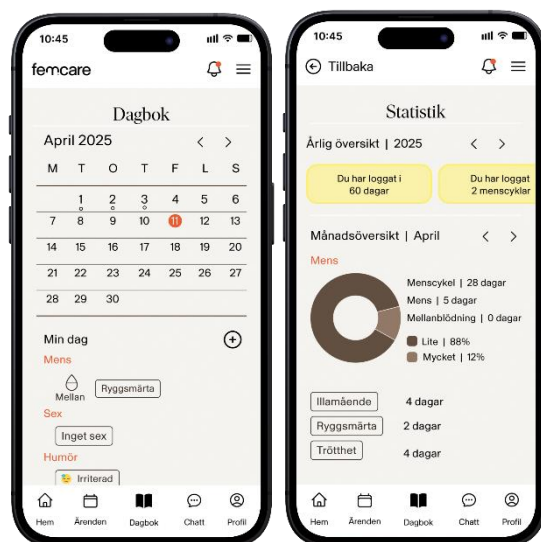 10:45
femcare
Dagbok
April 2025
M T O T F L S
1 2 3 4 5 6
7 8 9 10 11 12 13
14 15 16 17 18 19 20
21 22 23 24 25 26 27
28 29 30
Min dag
Mens
Mellan
Ryggsmärta
Sex
Inget sex
Humör
Irriterad
Hem Ärenden Dagbok Chatt Profil
10:45
Tillbaka
Statistik
Årlig översikt | 2025
Du har loggat i
60 dagar
Du har loggat
2 menscyklar
Månadsöversikt | April
Mens
Menscykel | 28 dagar
Mens | 5 dagar
Mellanblödning | 0 dagar
Lite | 88%
Mycket | 12%
Illamående 4 dagar
Ryggsmärta 2 dagar
Trötthet 4 dagar
Hem Ärenden Dagbok Chatt Profil